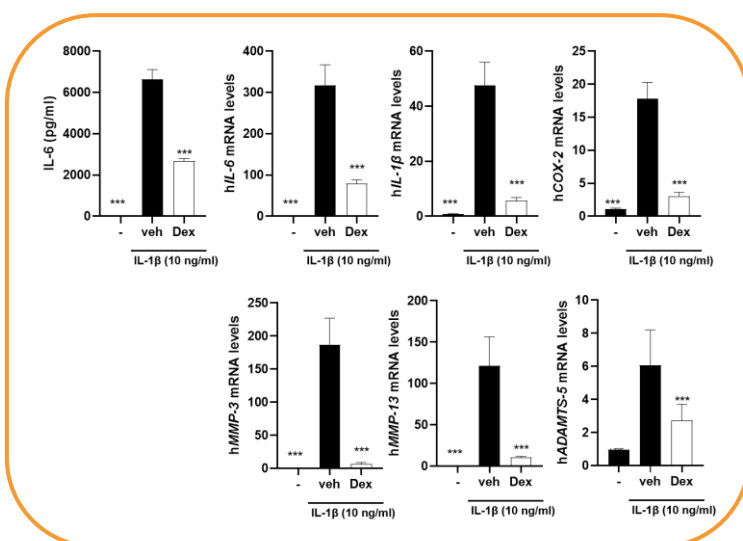 IL-6 (pg/ml)
8000
6000
4000
2000
0
***
***
-
veh
Dex
IL-1β (10 ng/ml)
hIL-6 mRNA levels
400
300
200
100
0
***
***
-
veh
Dex
IL-1β (10 ng/ml)
hIL-1β mRNA levels
60
40
20
0
***
***
-
veh
Dex
IL-1β (10 ng/ml)
hCOX-2 mRNA levels
25
20
15
10
5
0
***
***
-
veh
Dex
IL-1β (10 ng/ml)
hMMP-3 mRNA levels
250
200
150
100
50
0
***
***
-
veh
Dex
IL-1β (10 ng/ml)
hMMP-13 mRNA levels
200
150
100
50
0
***
***
-
veh
Dex
IL-1β (10 ng/ml)
hADAMTS-5 mRNA levels
8
6
4
2
0
***
-
veh
Dex
IL-1β (10 ng/ml)